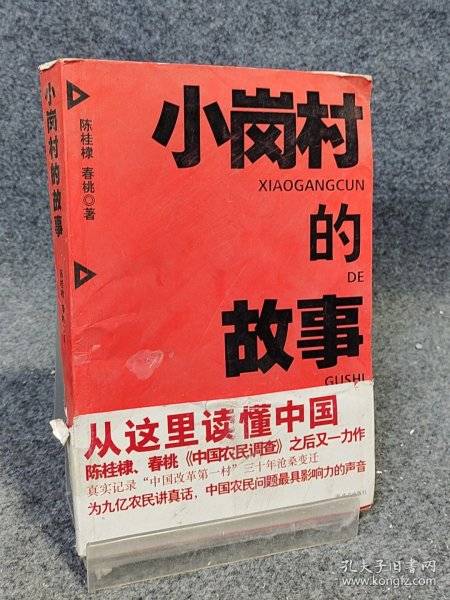 小岗村的故事
陈桂棣
陈桂棣 春桃◎著
小岗村
XIAOGANGCUN
的
DE
故事
GUSHI
从这里读懂中国
陈桂棣、春桃《中国农民调查》之后又一力作
真实记录“中国改革第一村”三十年沧桑变迁
为九亿农民讲真话，中国农民问题最具影响力的声音
孔夫子旧书网
www.kongfz.com